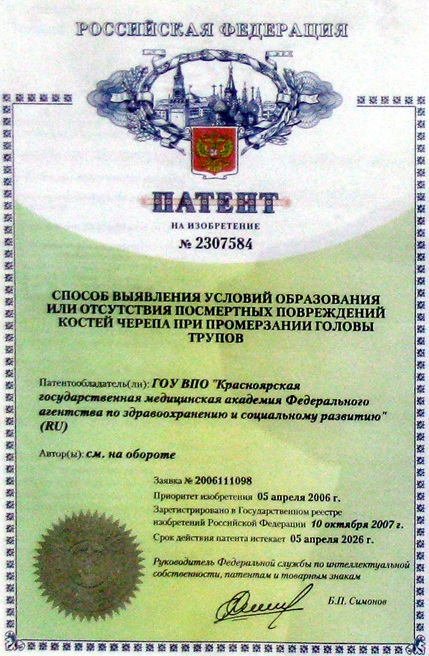 РОССИЙСКАЯ ФЕДЕРАЦИЯ
ПАТЕНТ
НА ИЗОБРЕТЕНИЕ
№ 2307584
СПОСОБ ВЫЯВЛЕНИЯ УСЛОВИЙ ОБРАЗОВАНИЯ
ИЛИ ОТСУТСТВИЯ ПОСМЕРТНЫХ ПОВРЕЖДЕНИЙ
КОСТЕЙ ЧЕРЕПА ПРИ ПРОМЕРЗАНИИ ГОЛОВЫ
ТРУПОВ
Патентообладатель(ли): ГОУ ВПО "Красноярская
государственная медицинская академия Федерального
агентства по здравоохранению и социальному развитию"
(RU)
Автор(ы): см. на обороте
Заявка № 2006111098
Приоритет изобретения 05 апреля 2006 г.
Зарегистрировано в Государственном реестре
изобретений Российской Федерации 10 октября 2007 г.
Срок действия патента истекает 05 апреля 2026 г.
Руководитель Федеральной службы по интеллектуальной
собственности, патентам и товарным знакам
Б.П. Симонов